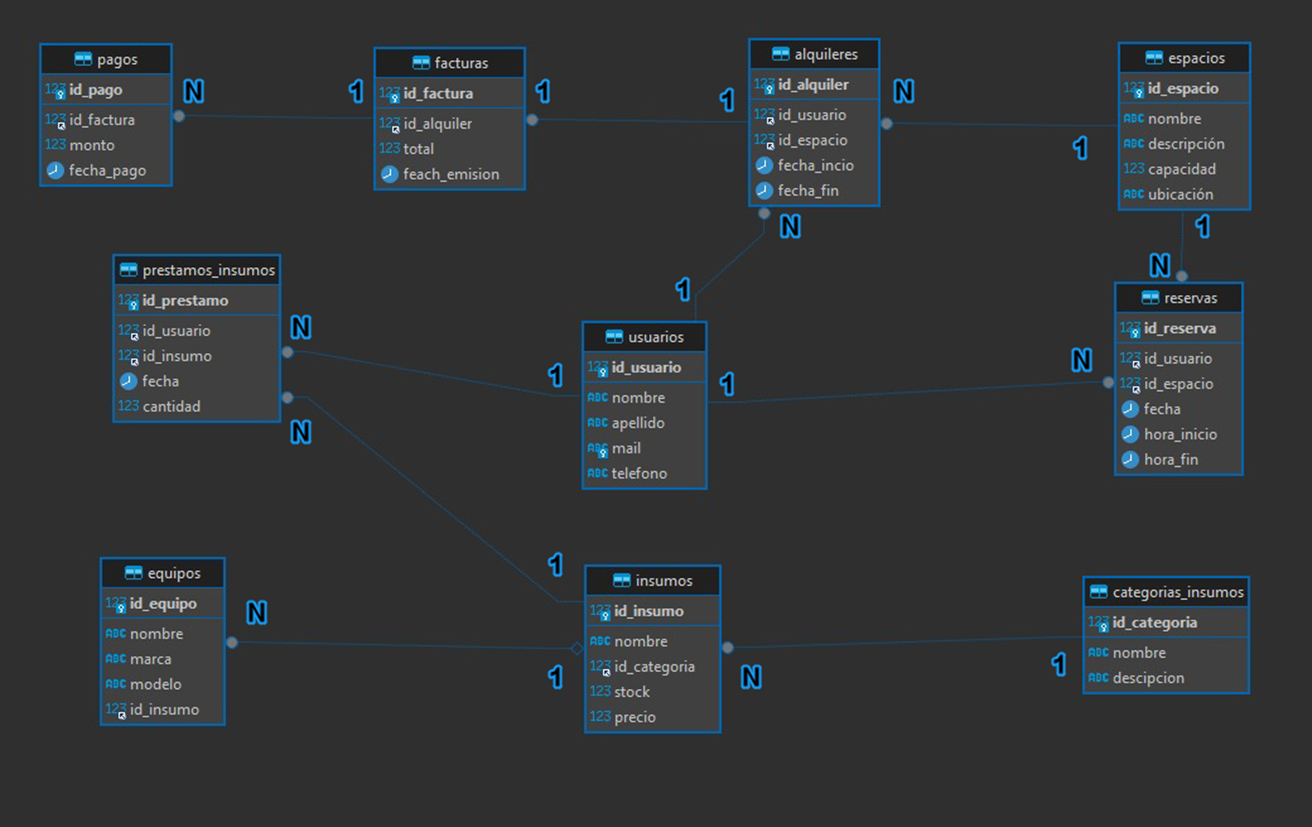 pagos
123 id_pago
123 id_factura
123 monto
fecha_pago
N
1
facturas
123 id_factura
123 id_alquiler
123 total
feach_emision
1
1
alquileres
123 id_alquiler
123 id_usuario
123 id_espacio
fecha_incio
fecha_fin
N
1
espacios
123 id_espacio
ABC nombre
ABC descripción
123 capacidad
ABC ubicación
N
1
1
N
prestamos_insumos
123 id_prestamo
123 id_usuario
123 id_insumo
fecha
123 cantidad
N
N
1
usuarios
123 id_usuario
ABC nombre
ABC apellido
ABC mail
ABC telefono
1
N
reservas
123 id_reserva
123 id_usuario
123 id_espacio
fecha
hora_inicio
hora_fin
equipos
123 id_equipo
ABC nombre
ABC marca
ABC modelo
123 id_insumo
N
1
1
insumos
123 id_insumo
ABC nombre
123 id_categoria
123 stock
123 precio
N
1
categorias_insumos
123 id_categoria
ABC nombre
ABC descipcion